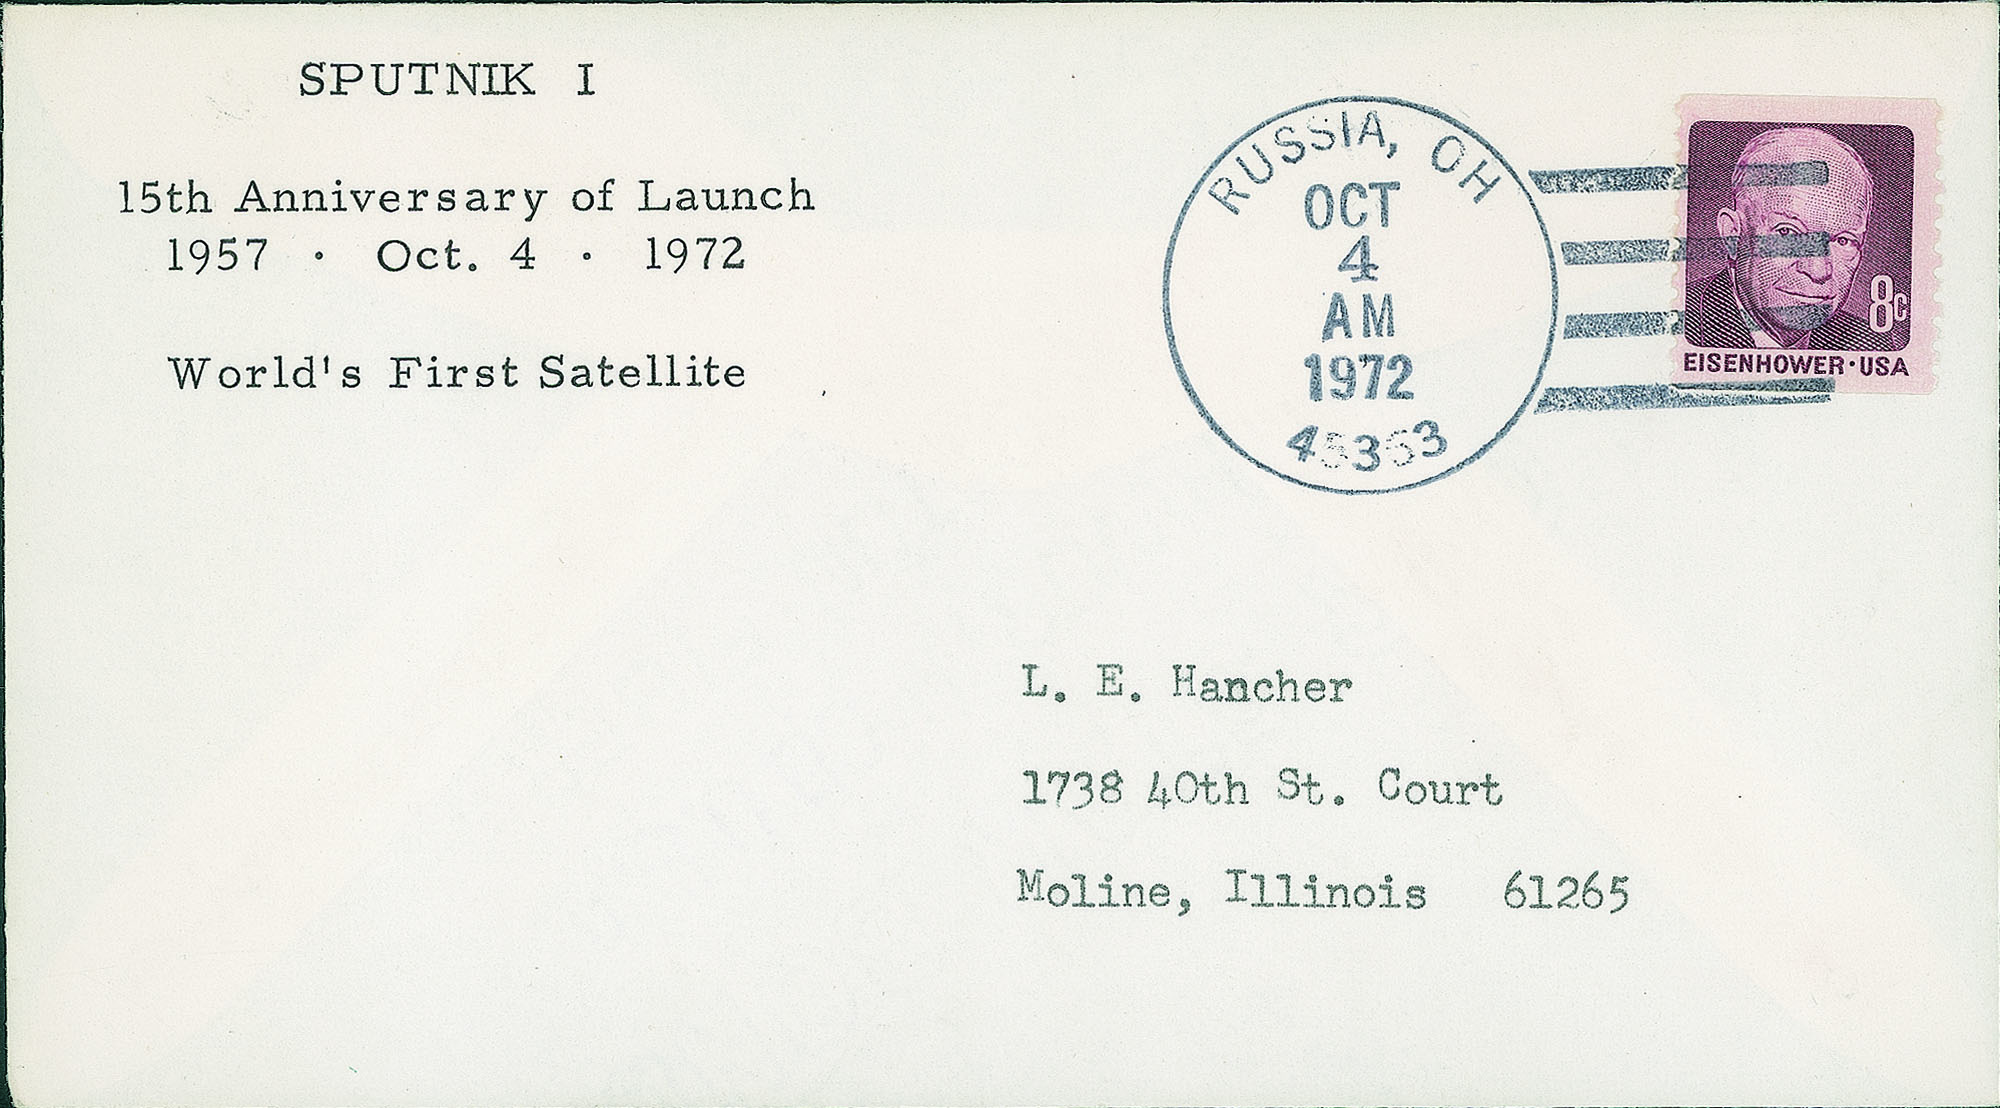 SPUTNIK I
15th Anniversary of Launch
1957 · Oct. 4 · 1972
World's First Satellite
RUSSIA, OH
OCT
4
AM
1972
45363
8c
EISENHOWER·USA
L. E. Hancher
1738 40th St. Court
Moline, Illinois 61265